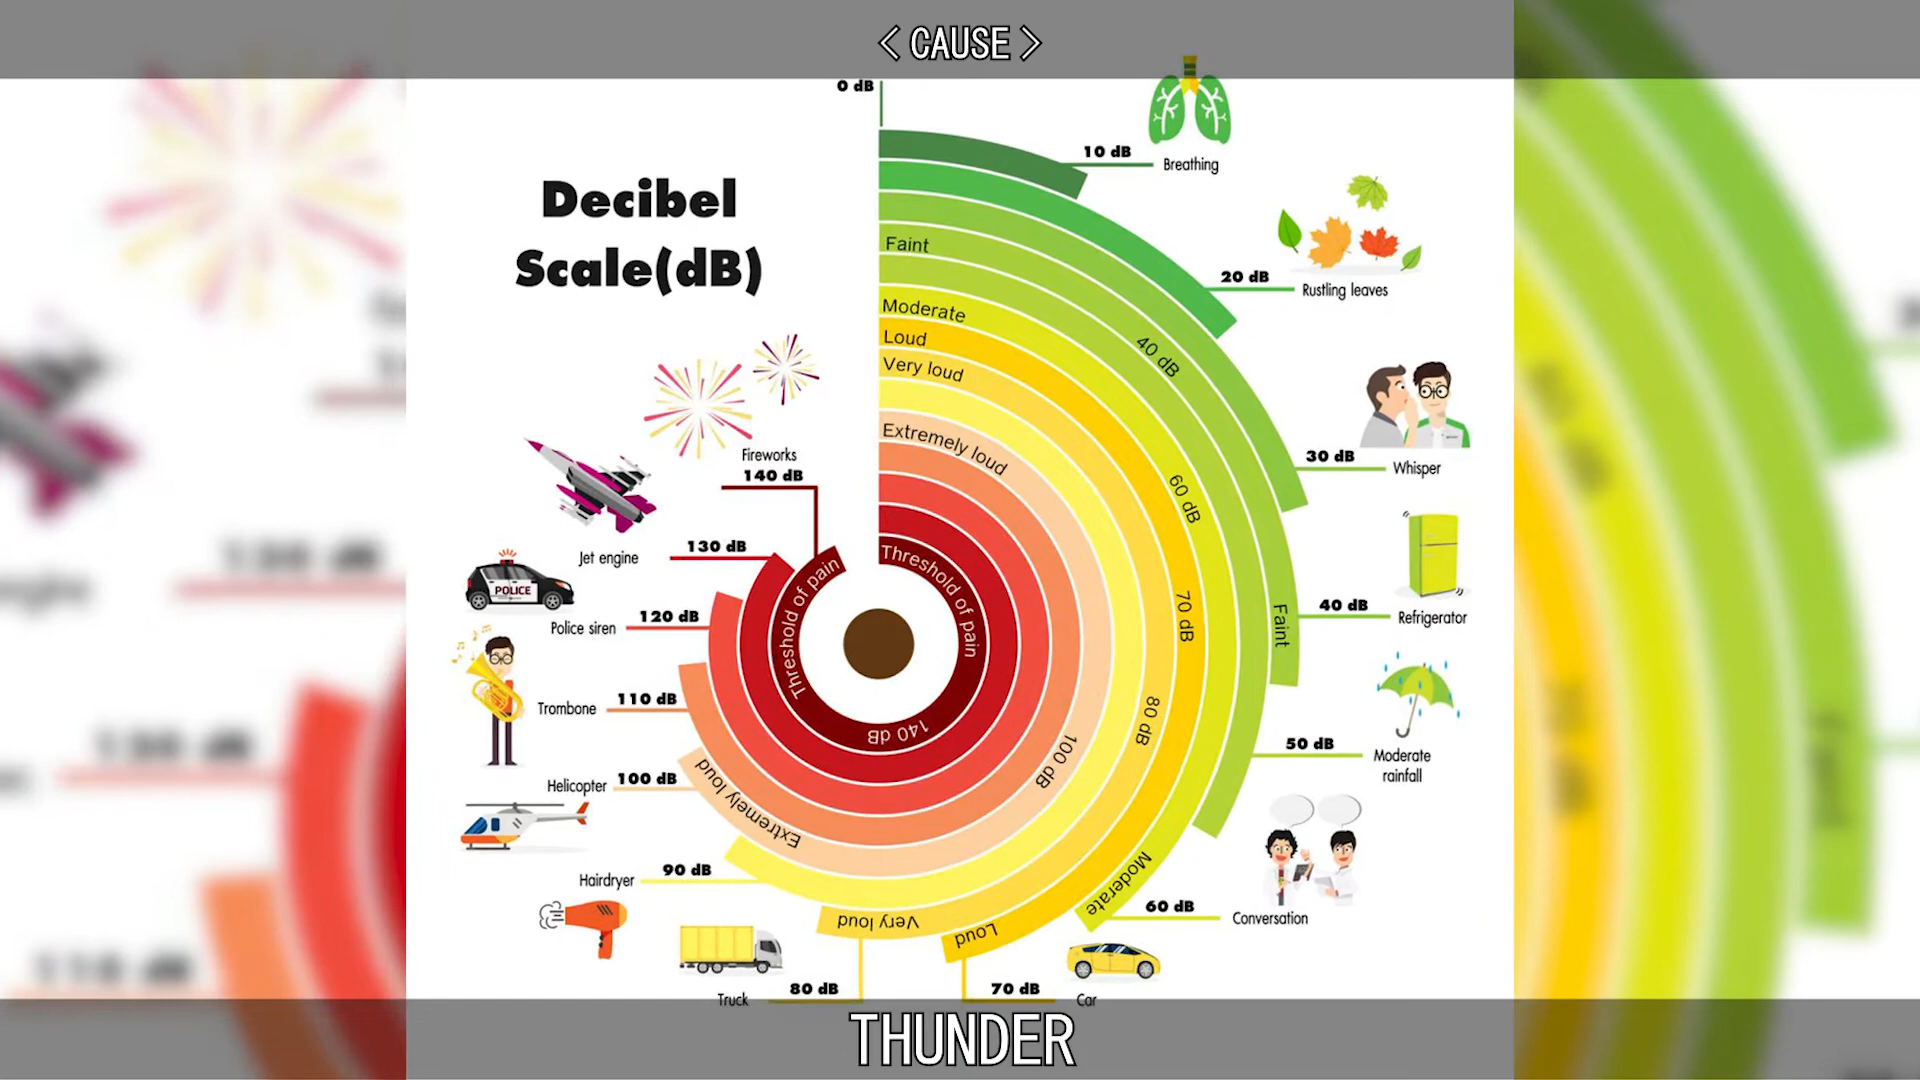 < CAUSE >
0 dB
Decibel
Scale(dB)
10 dB
Breathing
20 dB
Rustling leaves
30 dB
Whisper
40 dB
Refrigerator
50 dB
Moderate
rainfall
60 dB
Conversation
70 dB
Car
80 dB
Truck
90 dB
Hairdryer
100 dB
Helicopter
110 dB
Trombone
120 dB
Police siren
POLICE
130 dB
Jet engine
Fireworks
140 dB
Faint
Moderate
Loud
Very loud
Extremely loud
Threshold of pain
40 dB
60 dB
70 dB
80 dB
100 dB
140 dB
Faint
Moderate
Loud
Very loud
Extremely loud
Threshold of pain
THUNDER